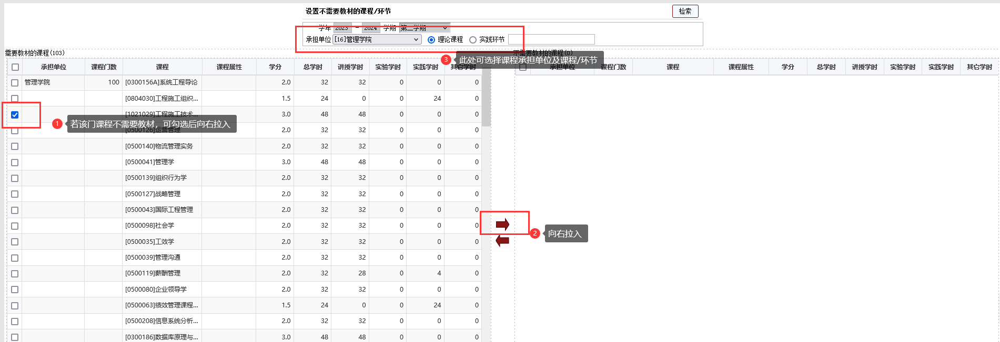 设置不需要教材的课程/环节
检索
学年 2023 - 2024 学期 第二学期
承担单位 [16]管理学院 理论课程 实践环节
需要教材的课程(103)
不需要教材的课程(0)
3 此处可选择课程承担单位及课程/环节
承担单位 课程门数 课程 课程属性 学分 总学时 讲授学时 实验学时 实践学时 其它学时
承担单位 课程门数 课程 课程属性 学分 总学时 讲授学时 实验学时 实践学时 其它学时
管理学院 100 [0300156A]系统工程导论 2.0 32 32 0 0 0
[0804030]工程施工组织... 1.5 24 0 0 24 0
[1021029]工程施工技术... 3.0 48 48 0 0 0
1 若该门课程不需要教材，可勾选后向右拉入
[0500126]运营管理 2.0 32 32 0 0 0
[0500140]物流管理实务 2.0 32 32 0 0 0
[0500041]管理学 3.0 48 48 0 0 0
[0500139]组织行为学 2.0 32 32 0 0 0
[0500127]战略管理 2.0 32 32 0 0 0
[0500043]国际工程管理 2.0 32 32 0 0 0
[0500098]社会学 2.0 32 32 0 0 0
2 向右拉入
[0500035]工效学 2.0 32 32 0 0 0
[0500039]管理沟通 2.0 32 32 0 0 0
[0500119]薪酬管理 2.0 32 28 0 4 0
[0500080]企业领导学 2.0 32 32 0 0 0
[0500063]绩效管理课程... 1.5 24 0 0 24 0
[0500208]信息系统分析... 2.0 32 32 0 0 0
[0300186]数据库原理与... 3.0 48 48 0 0 0